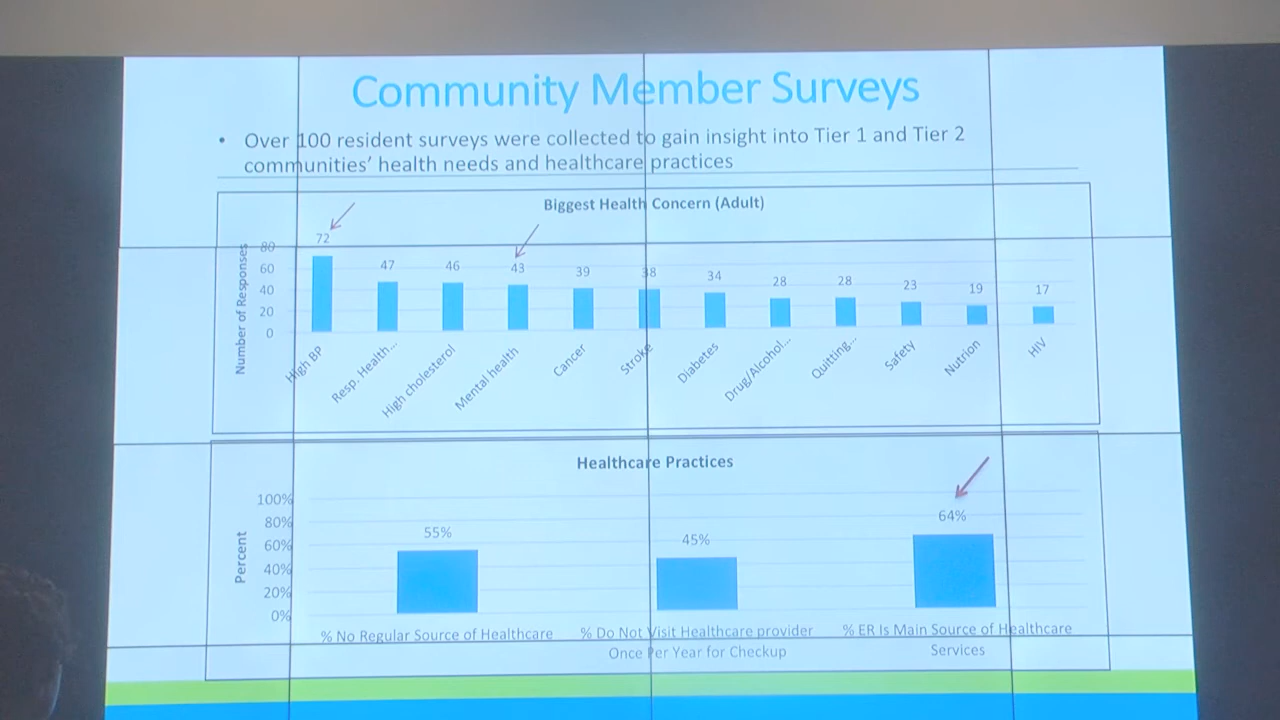 Community Member Surveys
• Over 100 resident surveys were collected to gain insight into Tier 1 and Tier 2
communities' health needs and healthcare practices
Biggest Health Concern (Adult)
Number of Responses
80
60
40
20
0
72
47
46
43
39
38
34
28
28
23
19
17
High BP
Resp. Health...
High cholesterol
Mental health
Cancer
Stroke
Diabetes
Drug/Alcohol...
Quitting...
Safety
Nutrion
HIV
Healthcare Practices
Percent
100%
80%
60%
40%
20%
0%
55%
45%
64%
% No Regular Source of Healthcare
% Do Not Visit Healthcare provider
Once Per Year for Checkup
% ER Is Main Source of Healthcare
Services